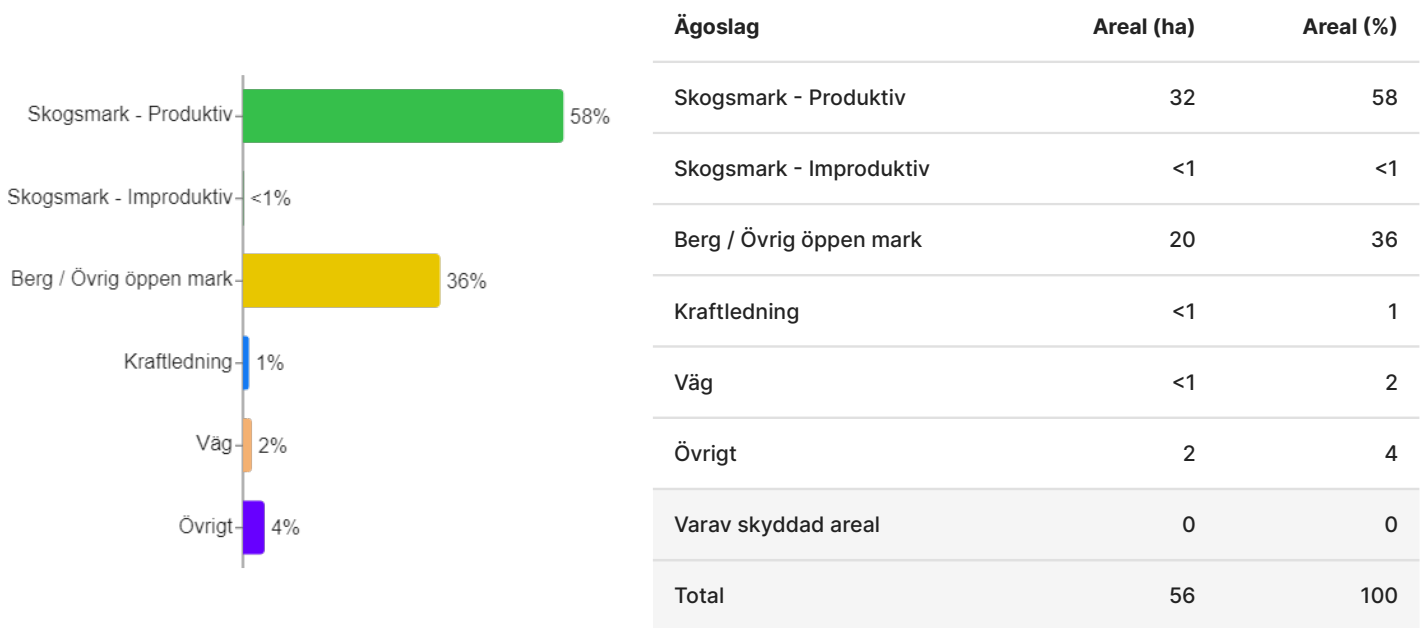 Skogsmark - Produktiv 58%
Skogsmark - Improduktiv <1%
Berg / Övrig öppen mark 36%
Kraftledning 1%
Väg 2%
Övrigt 4%
Ägoslag Areal (ha) Areal (%)
Skogsmark - Produktiv 32 58
Skogsmark - Improduktiv <1 <1
Berg / Övrig öppen mark 20 36
Kraftledning <1 1
Väg <1 2
Övrigt 2 4
Varav skyddad areal 0 0
Total 56 100